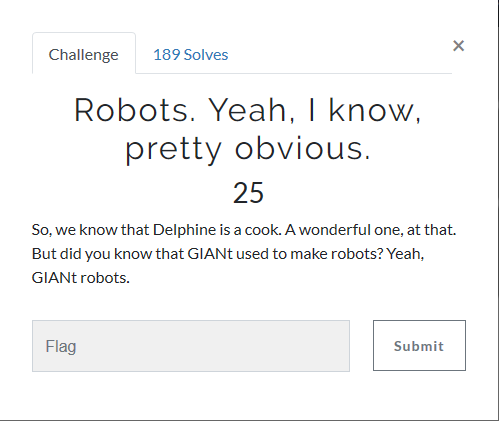 Challenge
189 Solves
×
Robots. Yeah, I know,
pretty obvious.
25
So, we know that Delphine is a cook. A wonderful one, at that.
But did you know that GIANt used to make robots? Yeah,
GIANt robots.
Flag
Submit